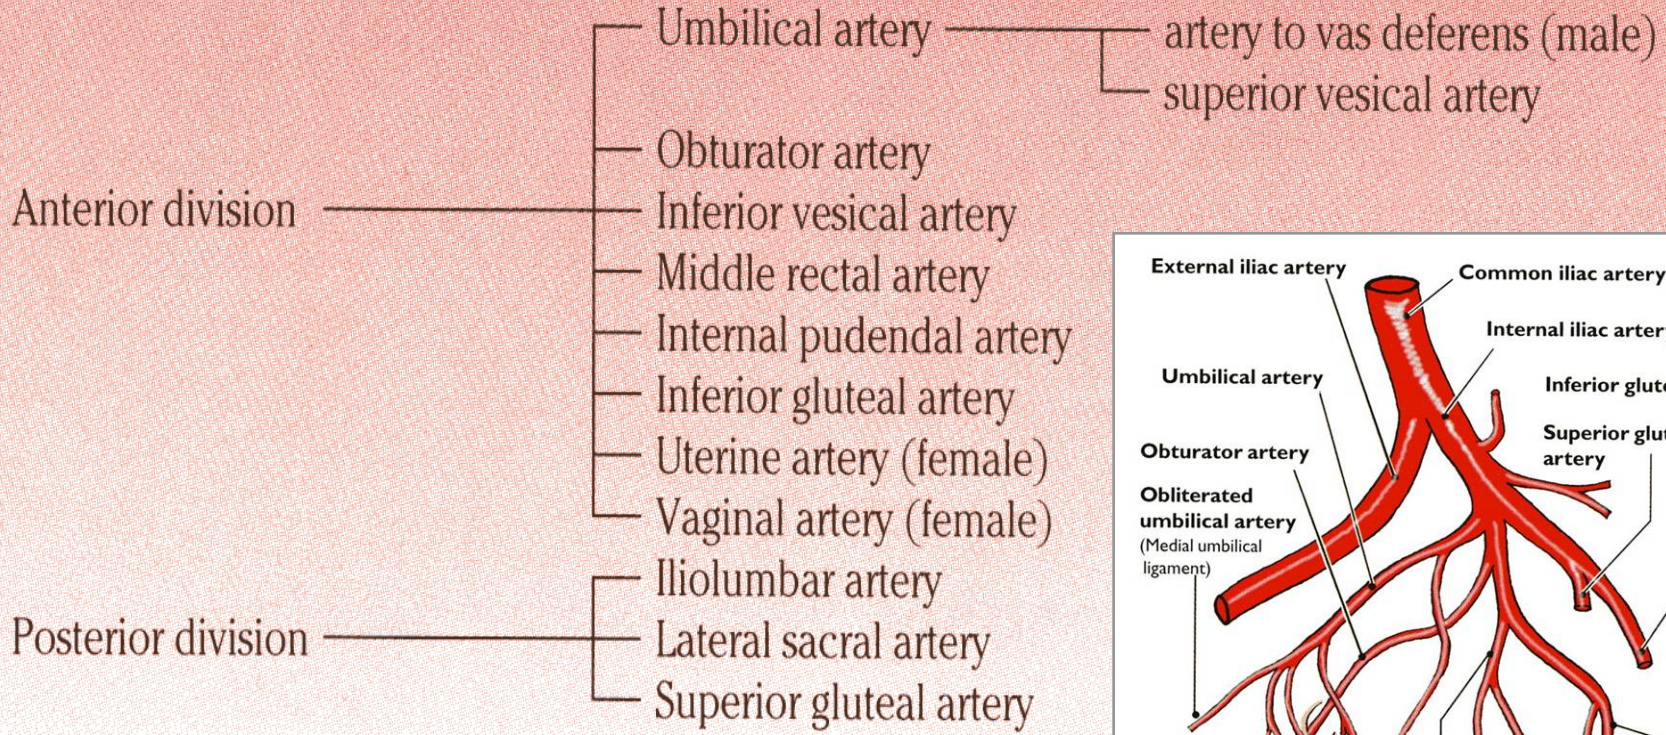 Umbilical artery
artery to vas deferens (male)
superior vesical artery
Obturator artery
Anterior division
Inferior vesical artery
Middle rectal artery
Internal pudendal artery
Inferior gluteal artery
Uterine artery (female)
Vaginal artery (female)
Iliolumbar artery
Posterior division
Lateral sacral artery
Superior gluteal artery
External iliac artery
Common iliac artery
Internal iliac
Umbilical artery
Inferior
Obturator artery
Superior
artery
Obliterated
umbilical artery
(Medial umbilical
ligament)